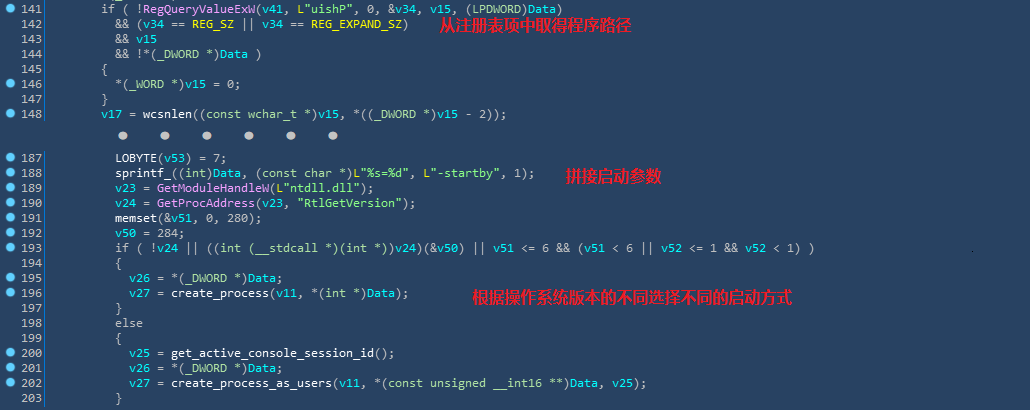 141 if ( !RegQueryValueExW(v41, L"uishP", 0, &v34, v15, (LPDWORD)Data)
142 && (v34 == REG_SZ || v34 == REG_EXPAND_SZ) 从注册表项中取得程序路径
143 && v15
144 && !*(_DWORD *)Data )
145 {
146 *(_WORD *)v15 = 0;
147 }
148 v17 = wcsnlen((const wchar_t *)v15, *((_DWORD *)v15 - 2));
187 LOBYTE(v53) = 7;
188 sprintf_((int)Data, (const char *)L"%s=%d", L"-startby", 1); 拼接启动参数
189 v23 = GetModuleHandleW(L"ntdll.dll");
190 v24 = GetProcAddress(v23, "RtlGetVersion");
191 memset(&v51, 0, 280);
192 v50 = 284;
193 if ( !v24 || ((int (__stdcall *)(int *))v24)(&v50) || v51 <= 6 && (v51 < 6 || v52 <= 1 && v52 < 1) )
194 {
195 v26 = *(_DWORD *)Data;
196 v27 = create_process(v11, *(int *)Data); 根据操作系统版本的不同选择不同的启动方式
197 }
198 else
199 {
200 v25 = get_active_console_session_id();
201 v26 = *(_DWORD *)Data;
202 v27 = create_process_as_users(v11, *(const unsigned __int16 **)Data, v25);
203 }